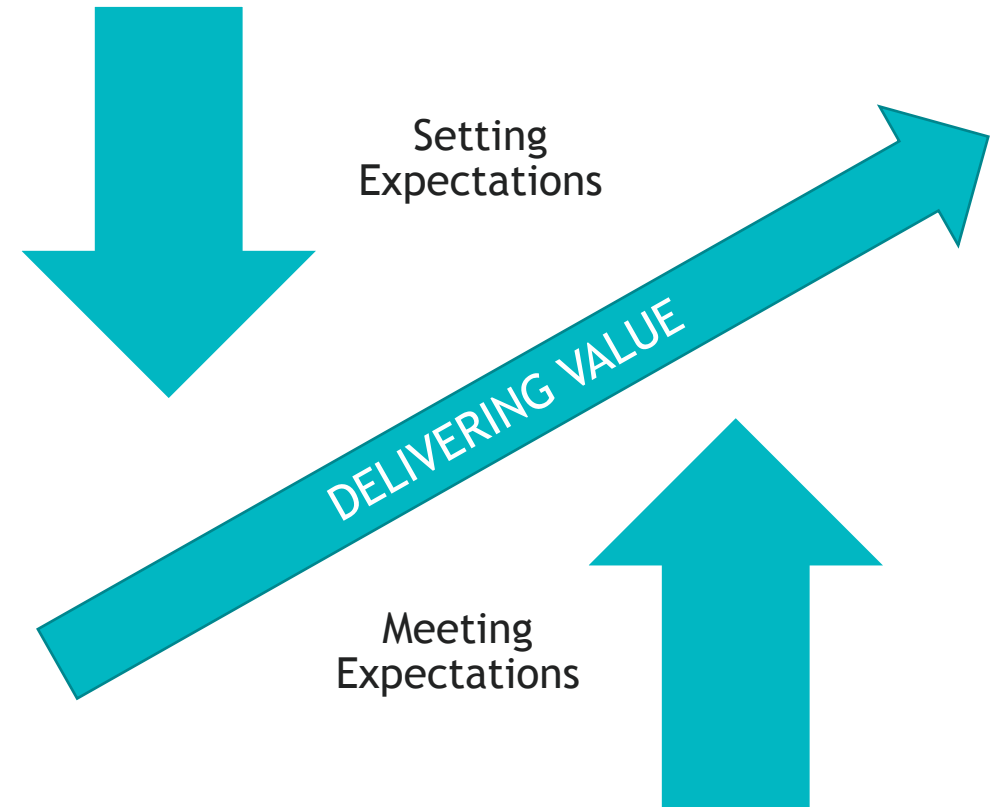 Setting
Expectations
DELIVERING VALUE
Meeting
Expectations